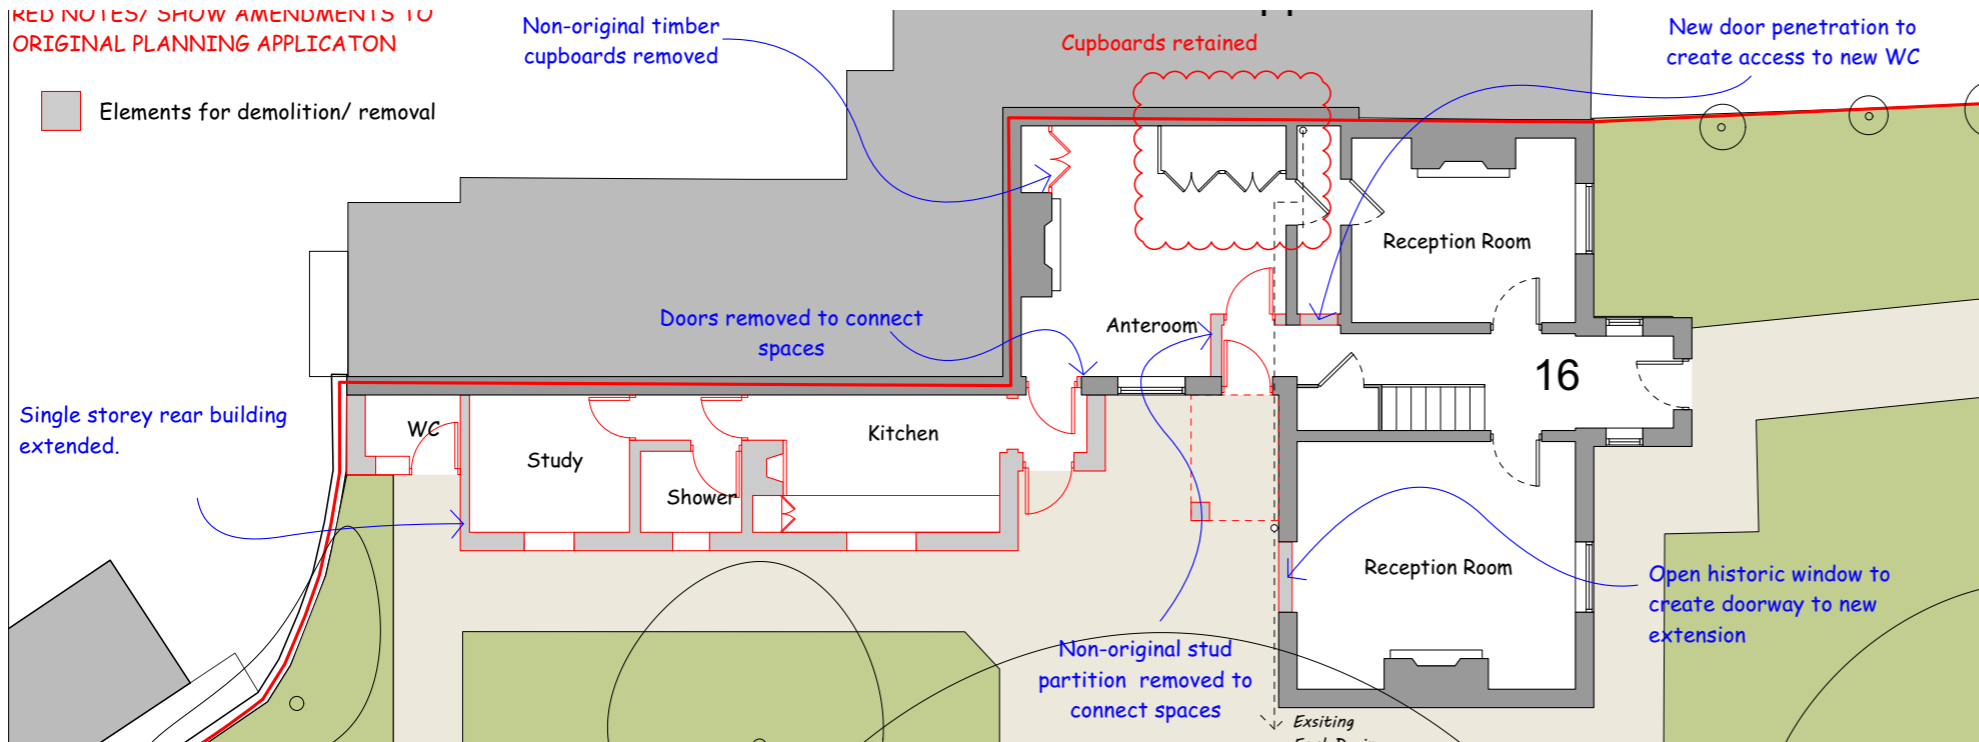 RED NOTES/ SHOW AMENDMENTS TO
ORIGINAL PLANNING APPLICATON
Elements for demolition/ removal
Non-original timber
cupboards removed
Cupboards retained
New door penetration to
create access to new WC
Reception Room
Doors removed to connect
spaces
Anteroom
16
Single storey rear building
extended.
WC
Study
Shower
Kitchen
Reception Room
Open historic window to
create doorway to new
extension
Non-original stud
partition removed to
connect spaces
Exsiting